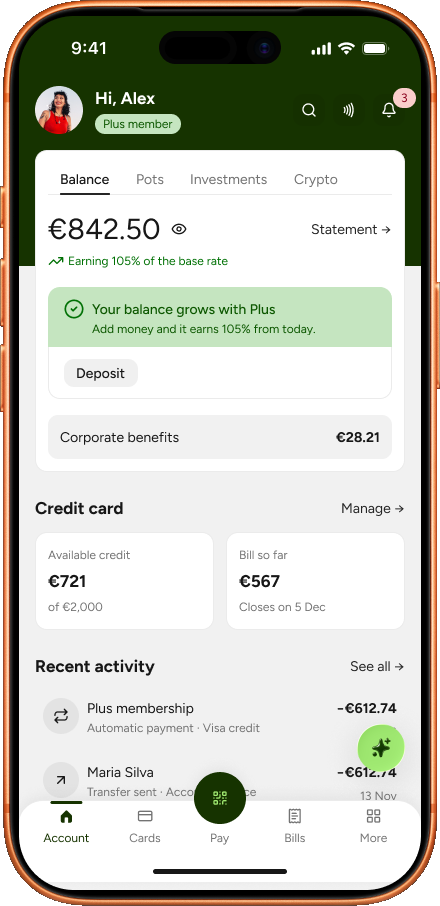 9:41
Hi, Alex
Plus member
3
Balance Pots Investments Crypto
€842.50
Statement →
Earning 105% of the base rate
Your balance grows with Plus
Add money and it earns 105% from today.
Deposit
Corporate benefits €28.21
Credit card Manage →
Available credit
€721
of €2,000
Bill so far
€567
Closes on 5 Dec
Recent activity See all →
Plus membership -€612.74
Automatic payment · Visa credit
Maria Silva -€612.74
Transfer sent ·
13 Nov
Account Cards Pay Bills More